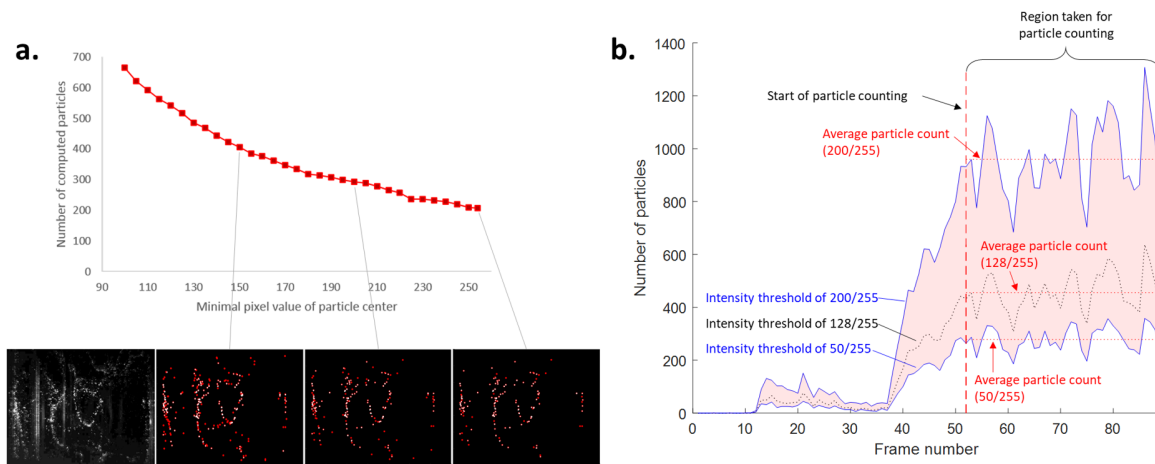 a.
700
600
500
400
300
200
100
0
Number of computed particles
90 110 130 150 170 190 210 230 250
Minimal pixel value of particle center
b.
Region taken for
particle counting
1400
1200
1000
800
600
400
200
0
Number of particles
Start of particle counting
Average particle count
(200/255)
Average particle count
(128/255)
Intensity threshold of 200/255
Intensity threshold of 128/255
Intensity threshold of 50/255
Average particle count
(50/255)
0 10 20 30 40 50 60 70 80
Frame number